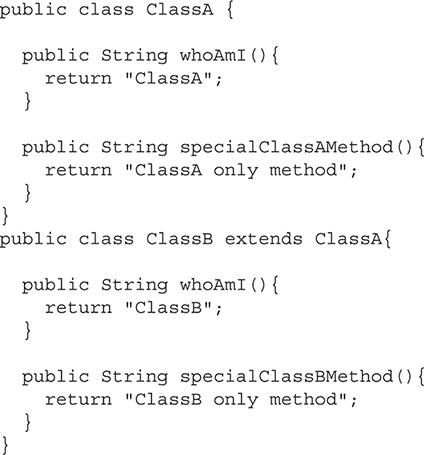 public class ClassA {
public String whoAmI(){
return "ClassA";
}
public String specialClassAMethod(){
return "ClassA only method";
}
}
public class ClassB extends ClassA{
public String whoAmI(){
return "ClassB";
}
public String specialClassBMethod(){
return "ClassB only method";
}
}